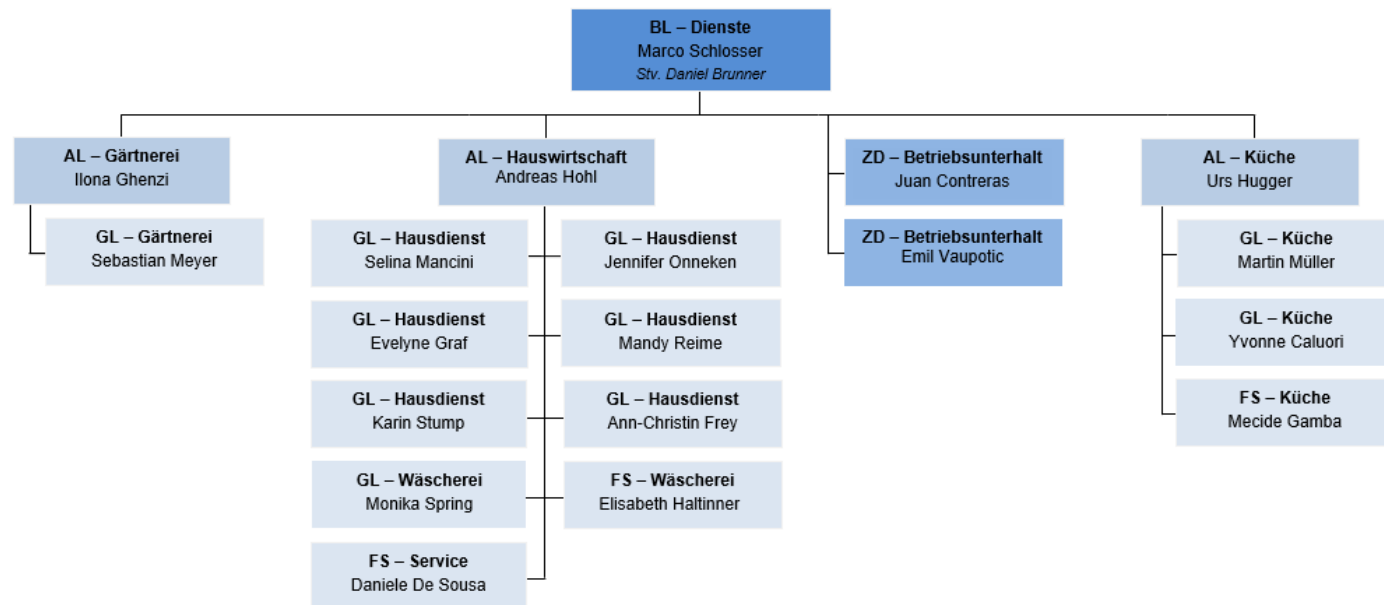 BL – Dienste
Marco Schlosser
Stv. Daniel Brunner
AL – Gärtnerei
Ilona Ghenzi
GL – Gärtnerei
Sebastian Meyer
AL – Hauswirtschaft
Andreas Hohl
GL – Hausdienst
Selina Mancini
GL – Hausdienst
Jennifer Onneken
GL – Hausdienst
Evelyne Graf
GL – Hausdienst
Mandy Reime
GL – Hausdienst
Karin Stump
GL – Hausdienst
Ann-Christin Frey
GL – Wäscherei
Monika Spring
FS – Wäscherei
Elisabeth Haltinner
FS – Service
Daniele De Sousa
ZD – Betriebsunterhalt
Juan Contreras
ZD – Betriebsunterhalt
Emil Vaupotic
AL – Küche
Urs Hugger
GL – Küche
Martin Müller
GL – Küche
Yvonne Caluori
FS – Küche
Mecide Gamba